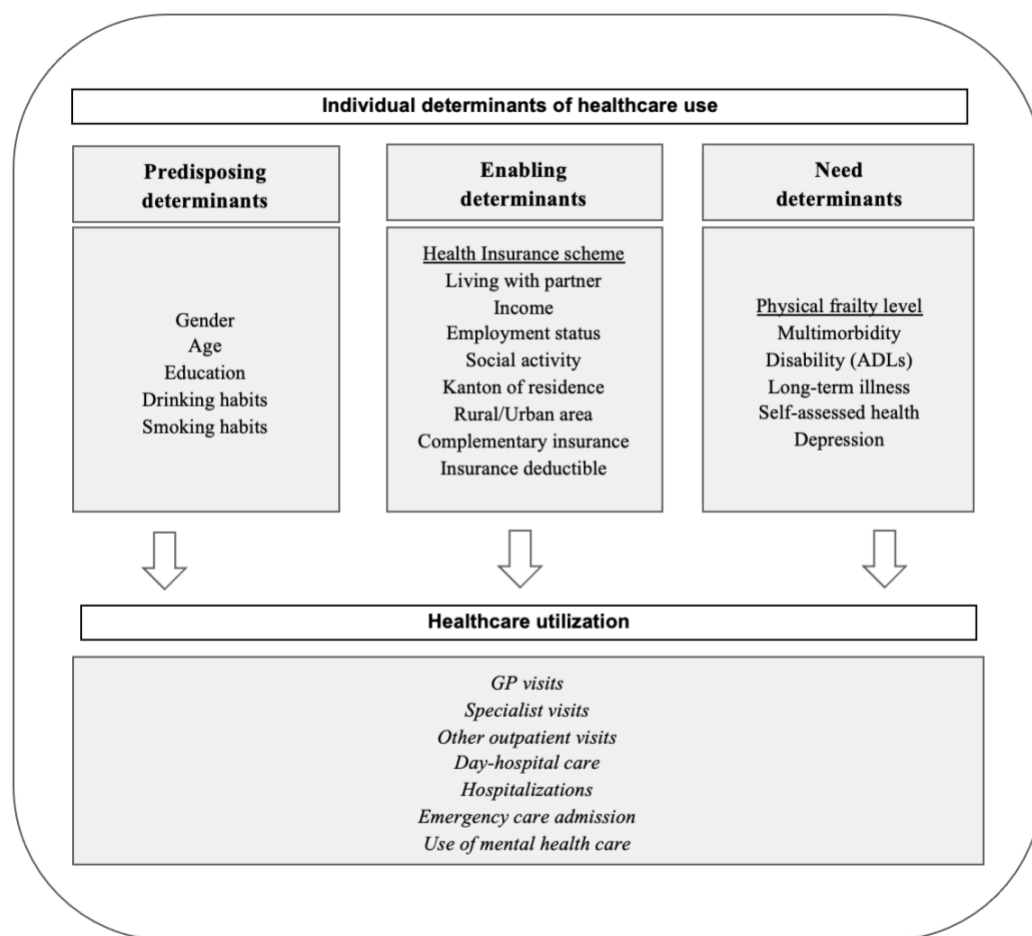 Individual determinants of healthcare use
Predisposing
determinants
Gender
Age
Education
Drinking habits
Smoking habits
Enabling
determinants
Health Insurance scheme
Living with partner
Income
Employment status
Social activity
Kanton of residence
Rural/Urban area
Complementary insurance
Insurance deductible
Need
determinants
Physical frailty level
Multimorbidity
Disability (ADLs)
Long-term illness
Self-assessed health
Depression
Healthcare utilization
GP visits
Specialist visits
Other outpatient visits
Day-hospital care
Hospitalizations
Emergency care admission
Use of mental health care